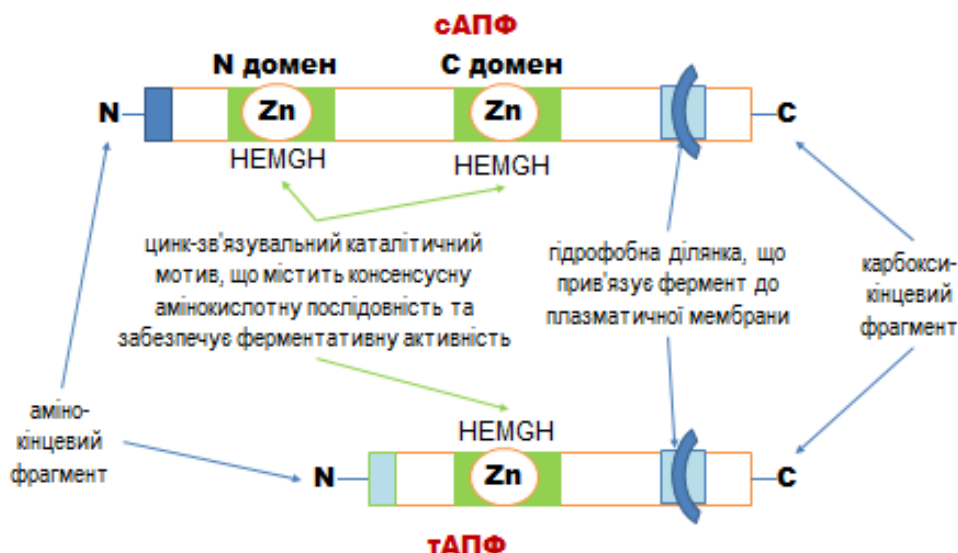 сАПФ
N домен
С домен
N
Zn
Zn
C
HEMGH
HEMGH
цинк-зв'язувальний каталітичний
мотив, що містить консенсусну
амінокислотну послідовність та
забезпечує ферментативну активність
гідрофобна ділянка, що
прив'язує фермент до
плазматичної мембрани
карбокси-
кінцевий
фрагмент
аміно-
кінцевий
фрагмент
HEMGH
N
Zn
C
тАПФ